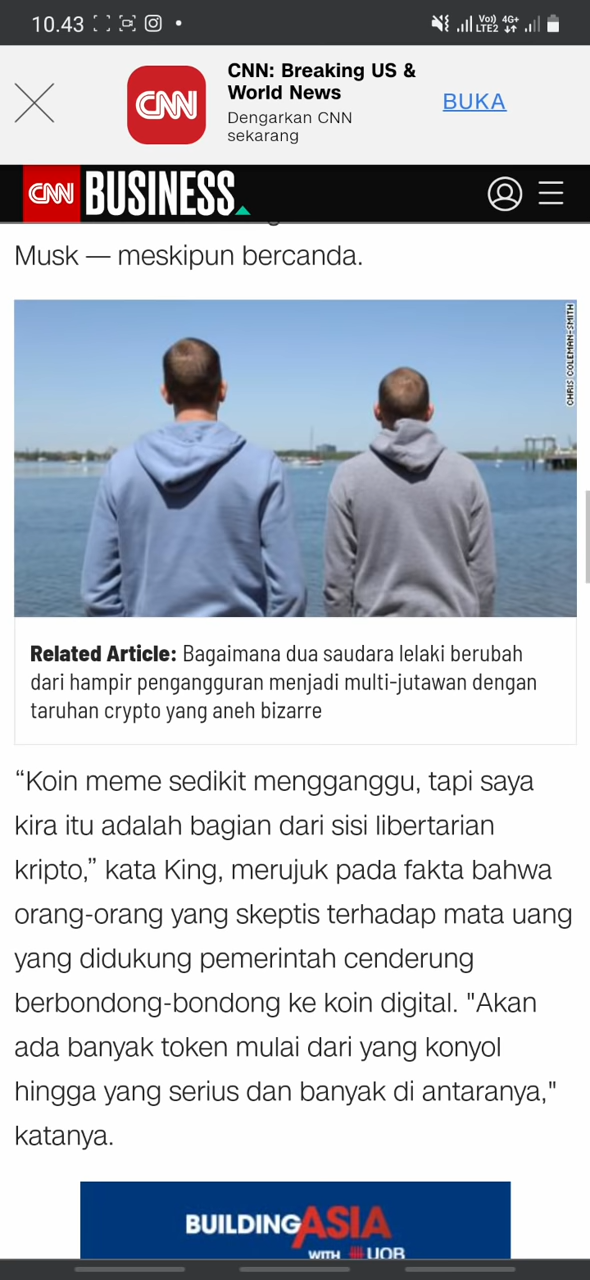 10.43
Vo)) 4G+
LTE2
CNN
CNN: Breaking US &
World News
Dengarkan CNN
sekarang
BUKA
CNN BUSINESS
Musk — meskipun bercanda.
CHRIS COLEMAN-SMITH
Related Article: Bagaimana dua saudara lelaki berubah
dari hampir pengangguran menjadi multi-jutawan dengan
taruhan crypto yang aneh bizarre
“Koin meme sedikit mengganggu, tapi saya
kira itu adalah bagian dari sisi libertarian
kripto,” kata King, merujuk pada fakta bahwa
orang-orang yang skeptis terhadap mata uang
yang didukung pemerintah cenderung
berbondong-bondong ke koin digital. "Akan
ada banyak token mulai dari yang konyol
hingga yang serius dan banyak di antaranya,"
katanya.
BUILDING ASIA
WITH UOB